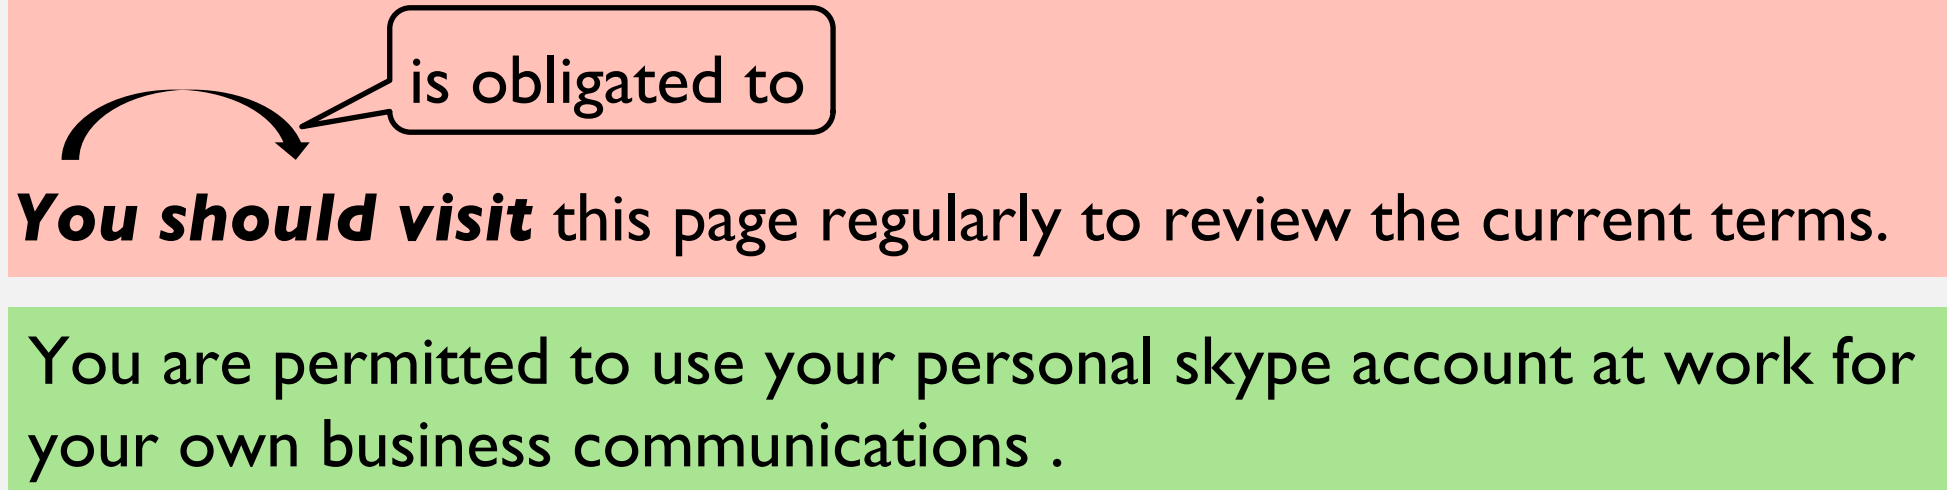 is obligated to
You should visit this page regularly to review the current terms.
You are permitted to use your personal skype account at work for
your own business communications .